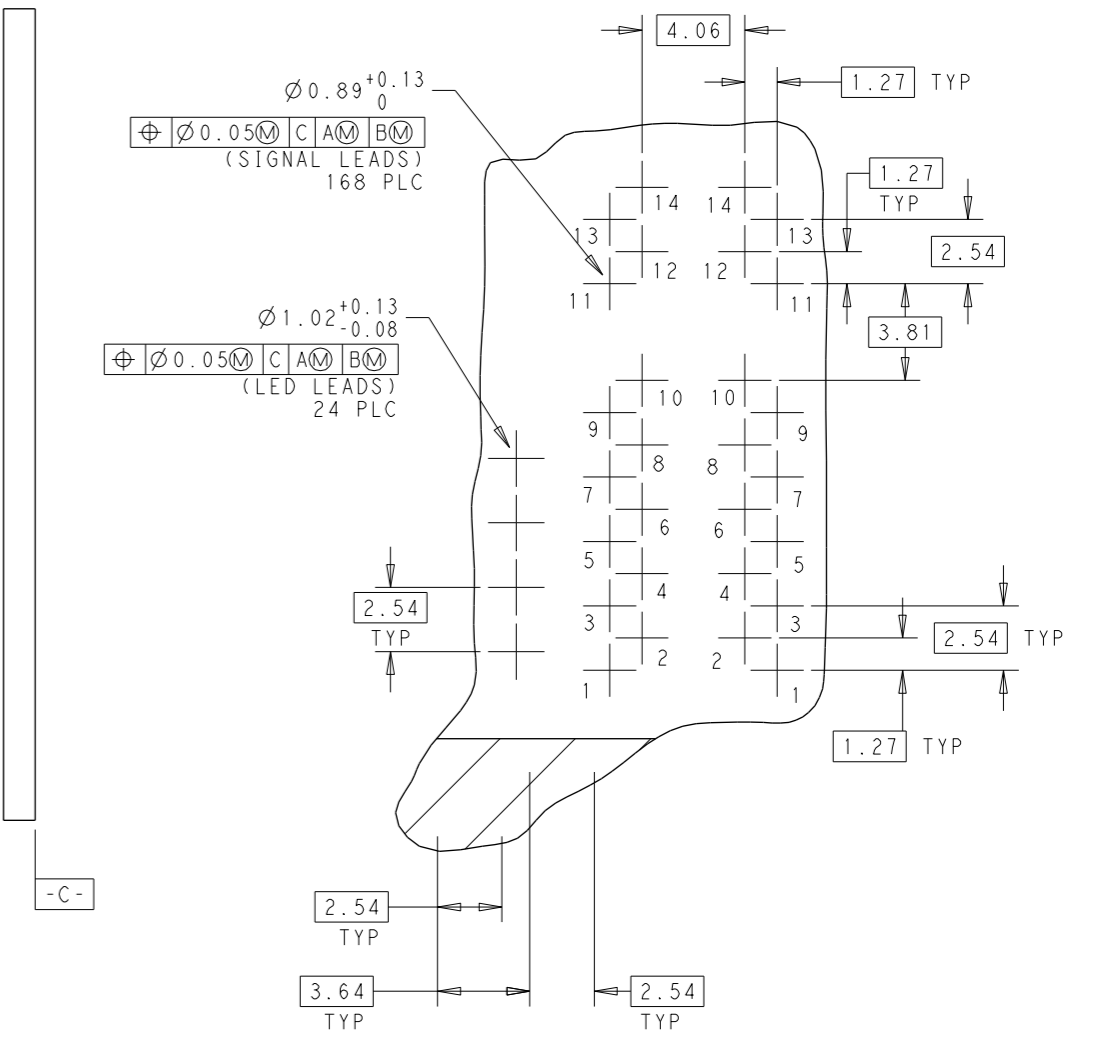 4.06
1.27 TYP
Ø0.89 +0.13 0
⌖ Ø0.05Ⓜ C AⓂ BⓂ
(SIGNAL LEADS)
168 PLC
1.27
TYP
14 14
13 13
2.54
12 12
11 11
Ø1.02 +0.13 -0.08
3.81
⌖ Ø0.05Ⓜ C AⓂ BⓂ
(LED LEADS)
24 PLC
10 10
9 9
8 8
7 7
6 6
5 5
4 4
2.54
TYP
3 3
2.54 TYP
2 2
1 1
1.27 TYP
-C-
2.54
TYP
3.64
TYP
2.54
TYP